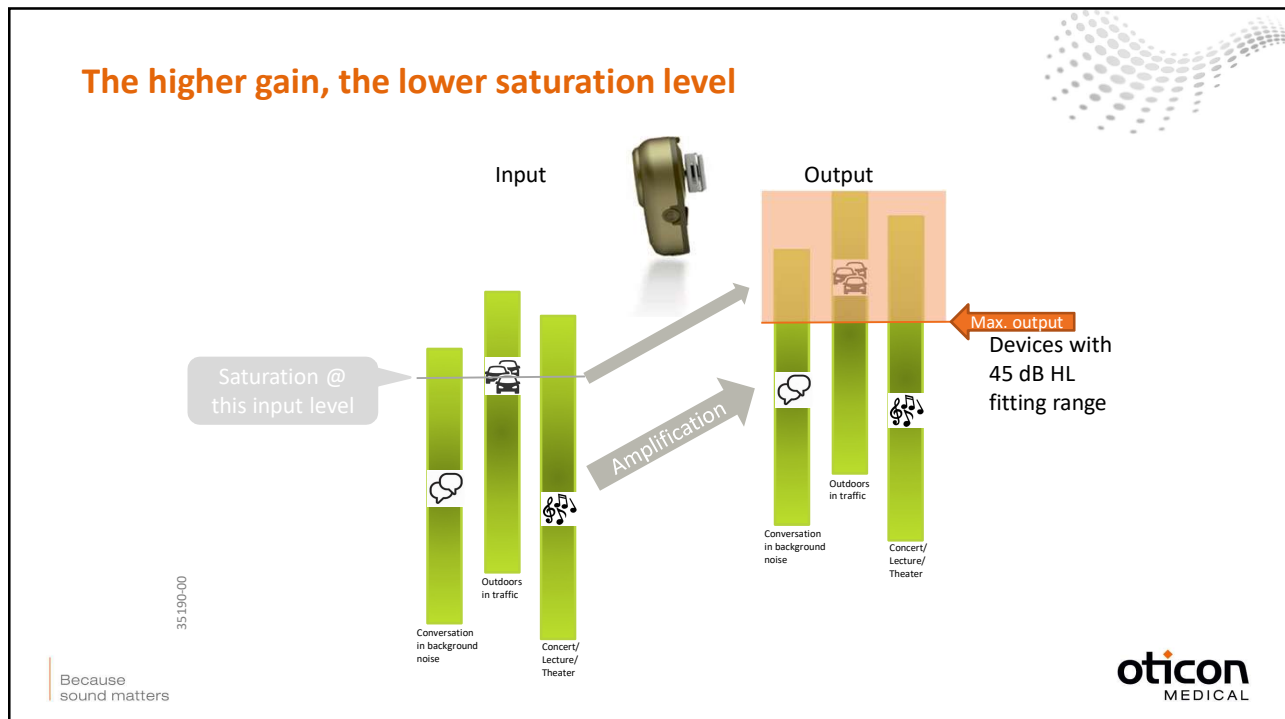 The higher gain, the lower saturation level
Input
Output
Saturation @
this input level
Amplification
Max. output
Devices with
45 dB HL
fitting range
Conversation
in background
noise
Outdoors
in traffic
Concert/
Lecture/
Theater
Conversation
in background
noise
Outdoors
in traffic
Concert/
Lecture/
Theater
35190-00
Because
sound matters
oticon
MEDICAL